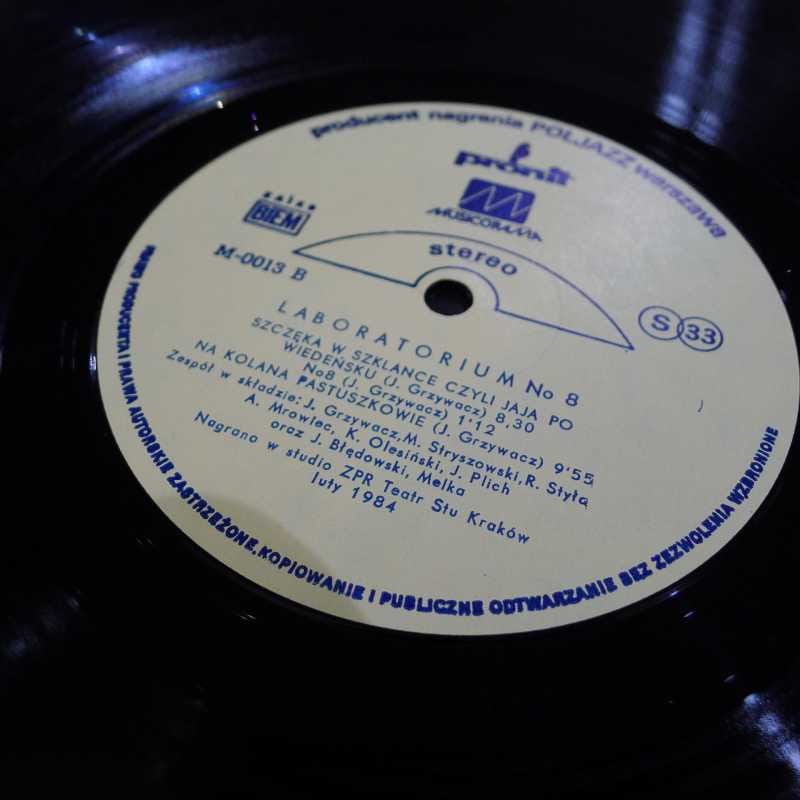 producent nagrania POLJAZZ warszawa
pronit
MUSICORAMA
zaiks
BIEM
stereo
M-0013 B
S 33
LABORATORIUM No 8
SZCZĘKA W SZKLANCE CZYLI JAJA PO
WIEDEŃSKU (J. Grzywacz) 8,30
No8 (J. Grzywacz) 1'12
NA KOLANA PASTUSZKOWIE (J. Grzywacz) 9'55
Zespół w składzie: J. Grzywacz, M. Stryszowski, R. Styła
A. Mrowiec, K. Olesiński, J. Plich
oraz J. Błędowski, Melka
Nagrano w studio ZPR Teatr Stu Kraków
luty 1984
PRAWO PRODUCENTA I PRAWA AUTORSKIE ZASTRZEŻONE, KOPIOWANIE I PUBLICZNE ODTWARZANIE BEZ ZEZWOLENIA WZBRONIONE